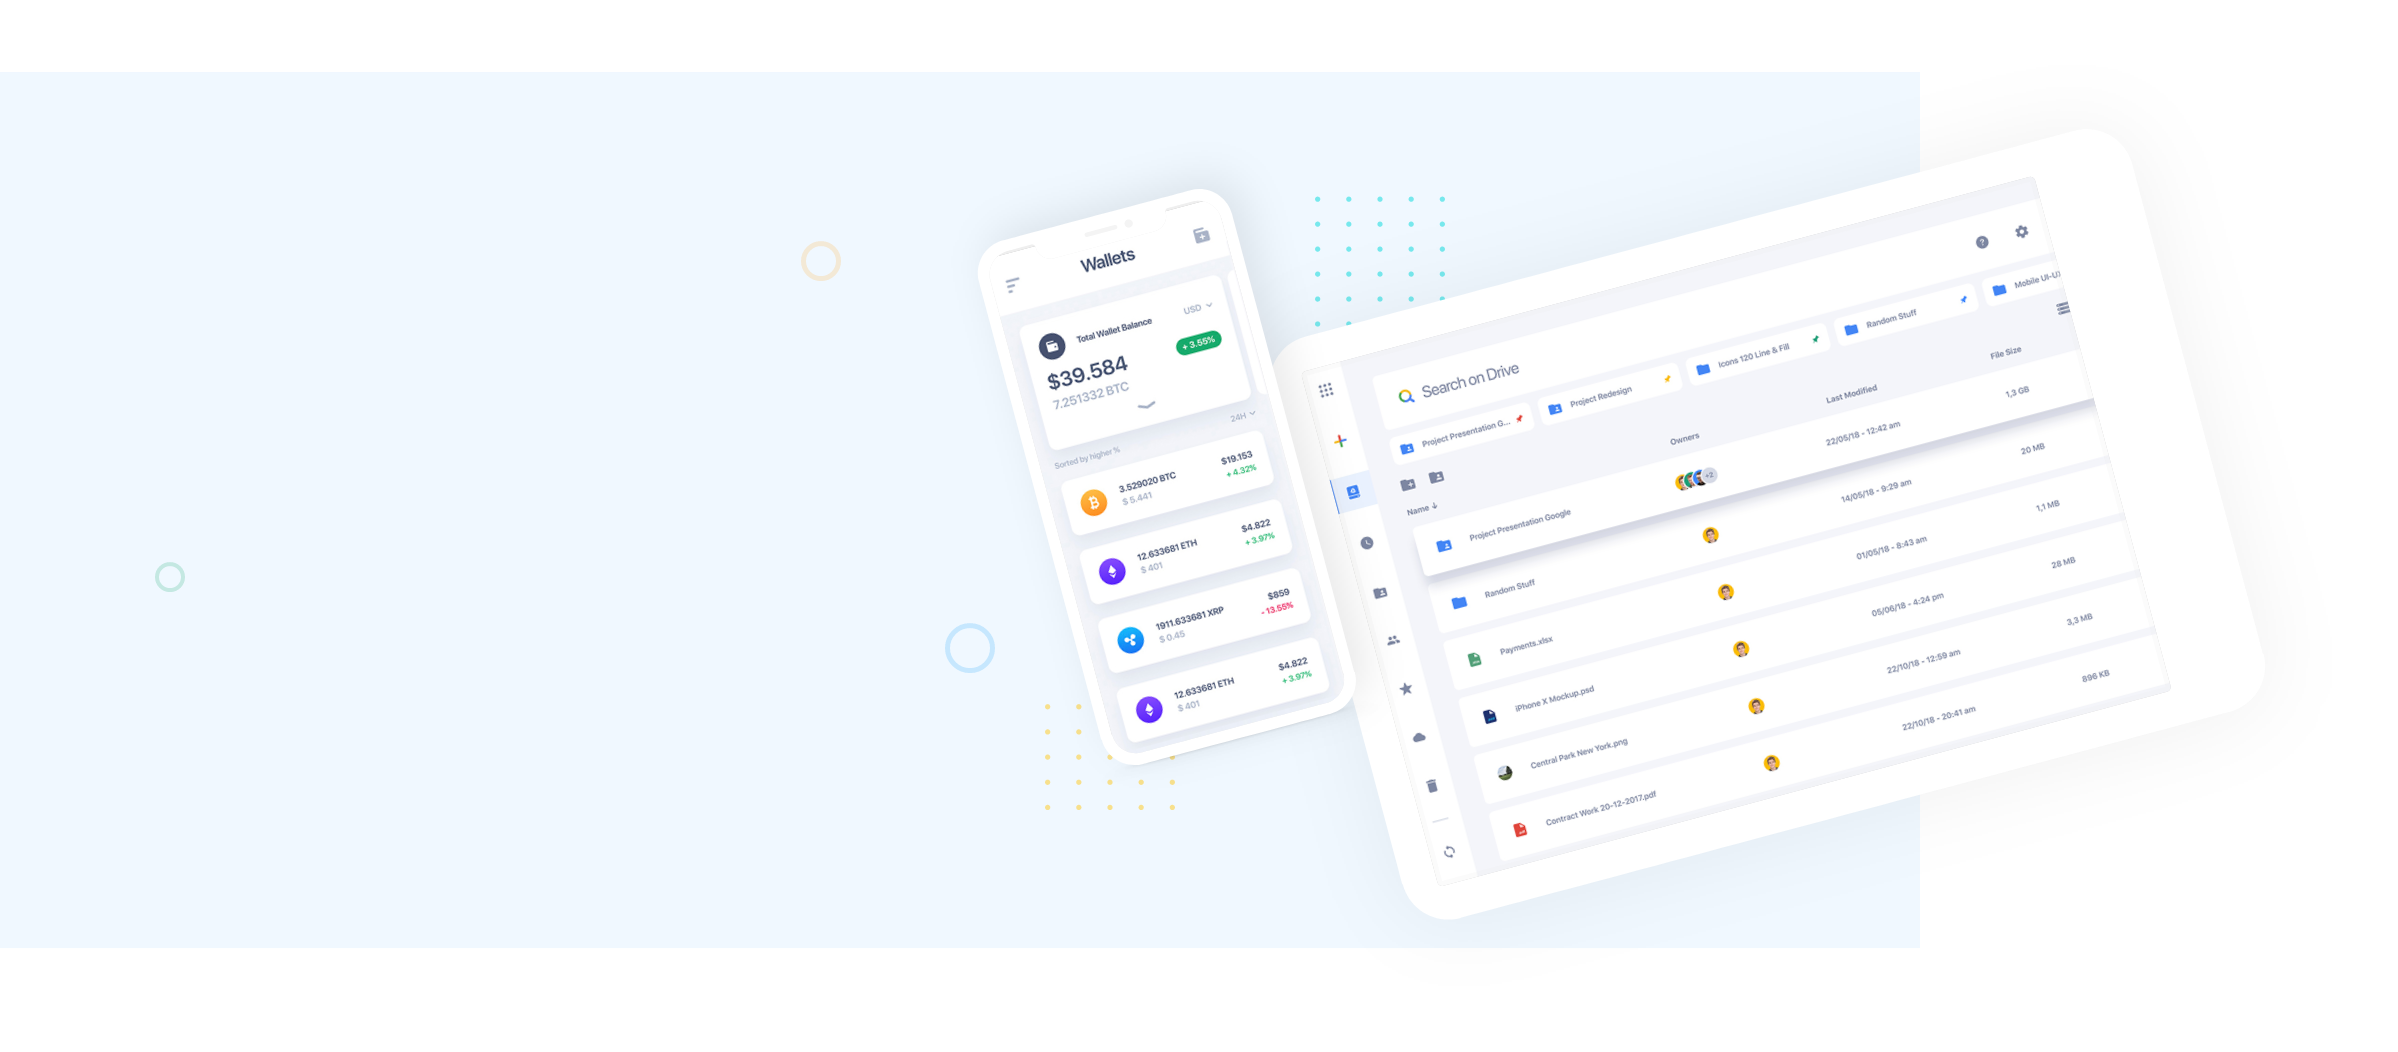 Wallets
Total Wallet Balance
USD
$39.584
+ 3.55%
7.251332 BTC
Sorted by higher %
24H
3.529020 BTC
$19.153
$ 5.441
+ 4.32%
12.633681 ETH
$4.822
$ 401
+ 3.97%
1911.633681 XRP
$859
$ 0.45
- 13.55%
12.633681 ETH
$4.822
$ 401
+ 3.97%
Search on Drive
Project Presentation G...
Project Redesign
Icons 120 Line & Fill
Random Stuff
Mobile UI-UX
Name
Owners
Last Modified
File Size
Project Presentation Google
+2
22/05/18 - 12:42 am
1,3 GB
Random Stuff
14/05/18 - 9:29 am
20 MB
Payments.xlsx
01/05/18 - 8:43 am
1,1 MB
iPhone X Mockup.psd
05/06/18 - 4:24 pm
28 MB
Central Park New York.png
22/10/18 - 12:59 am
3,3 MB
Contract Work 20-12-2017.pdf
22/10/18 - 20:41 am
896 KB